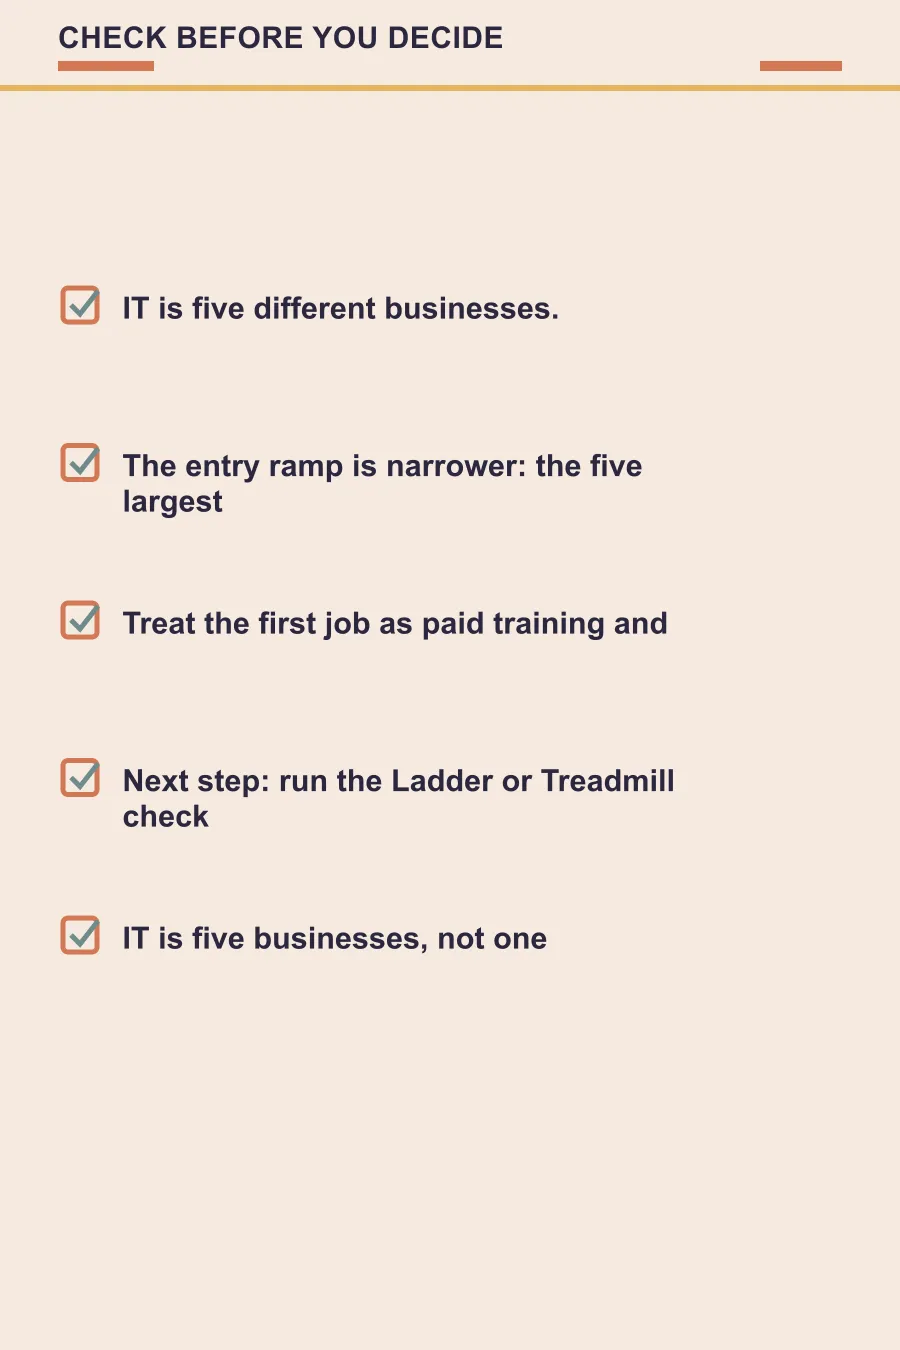 CHECK BEFORE YOU DECIDE
IT is five different businesses.
The entry ramp is narrower: the five
largest
Treat the first job as paid training and
Next step: run the Ladder or Treadmill
check
IT is five businesses, not one